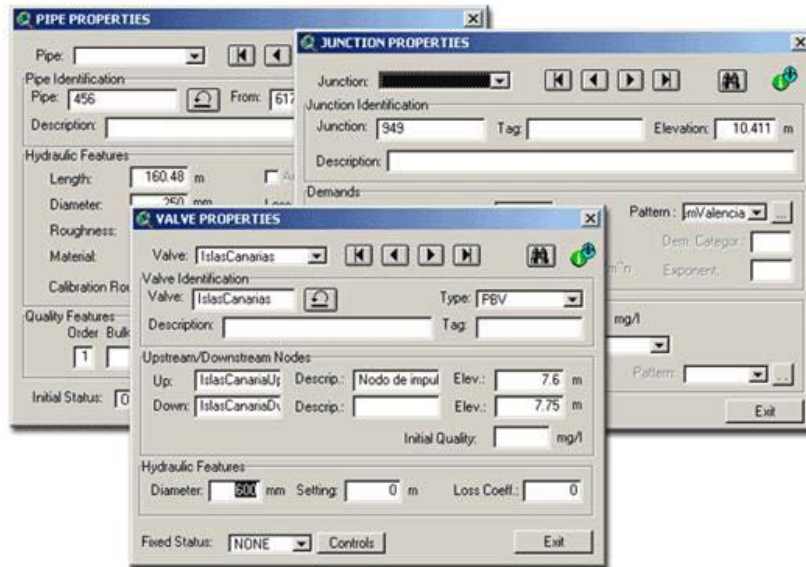 PIPE PROPERTIES
Pipe:
Pipe Identification
Pipe: 456 From: 617
Description:
Hydraulic Features
Length: 160.48 m
Diameter: 250 mm
Roughness:
Material:
Calibration Rou
Quality Features
Order Bulk
1
Initial Status:
JUNCTION PROPERTIES
Junction:
Junction Identification
Junction: 949 Tag: Elevation: 10.411 m
Description:
Demands
Pattern: mValencia ...
Dem. Categor.:
m^n Exponent:
mg/l
Pattern: ...
Exit
VALVE PROPERTIES
Valve: IslasCanarias
Valve Identification
Valve: IslasCanarias Type: PBV
Description: Tag:
Upstream/Downstream Nodes
Up: IslasCanariaUp Descrip.: Nodo de impul Elev.: 7.6 m
Down: IslasCanariaDv Descrip.: Elev.: 7.75 m
Initial Quality: mg/l
Hydraulic Features
Diameter: 600 mm Setting: 0 m Loss Coeff.: 0
Fixed Status: NONE Controls Exit